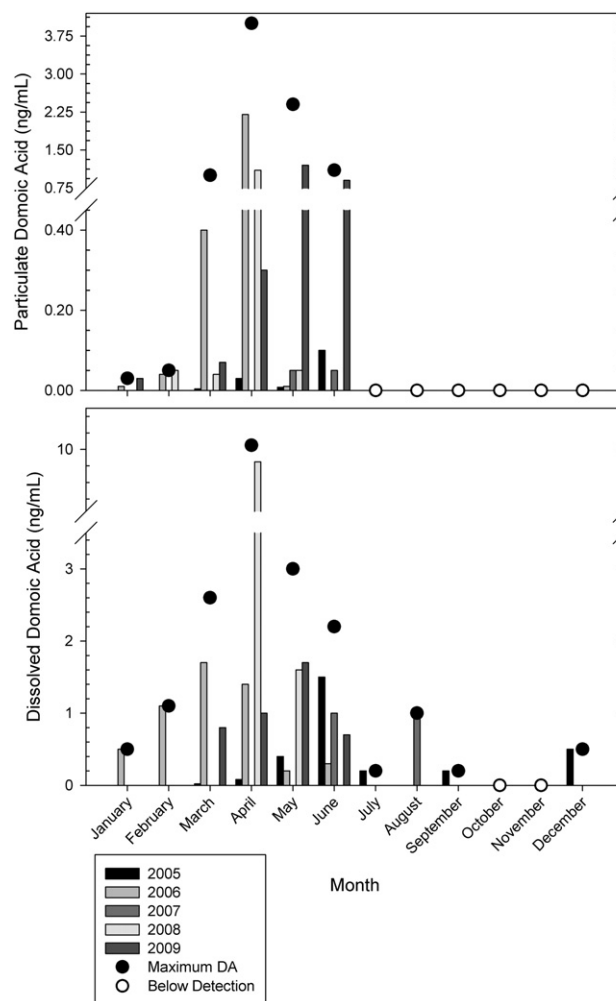 Particulate Domoic Acid (ng/mL)
3.75
3.00
2.25
1.50
0.75
0.40
0.20
0.00
Dissolved Domoic Acid (ng/mL)
10
3
2
1
0
January
February
March
April
May
June
July
August
September
October
November
December
Month
2005
2006
2007
2008
2009
Maximum DA
Below Detection